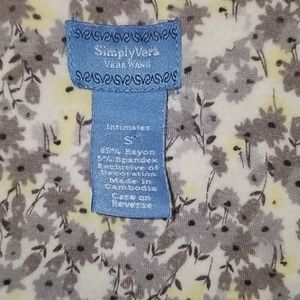 SimplyVera
VERA WANG
Intimates
S
95% Rayon
5% Spandex
Exclusive of
Decoration
Made in
Cambodia
Care on
Reverse